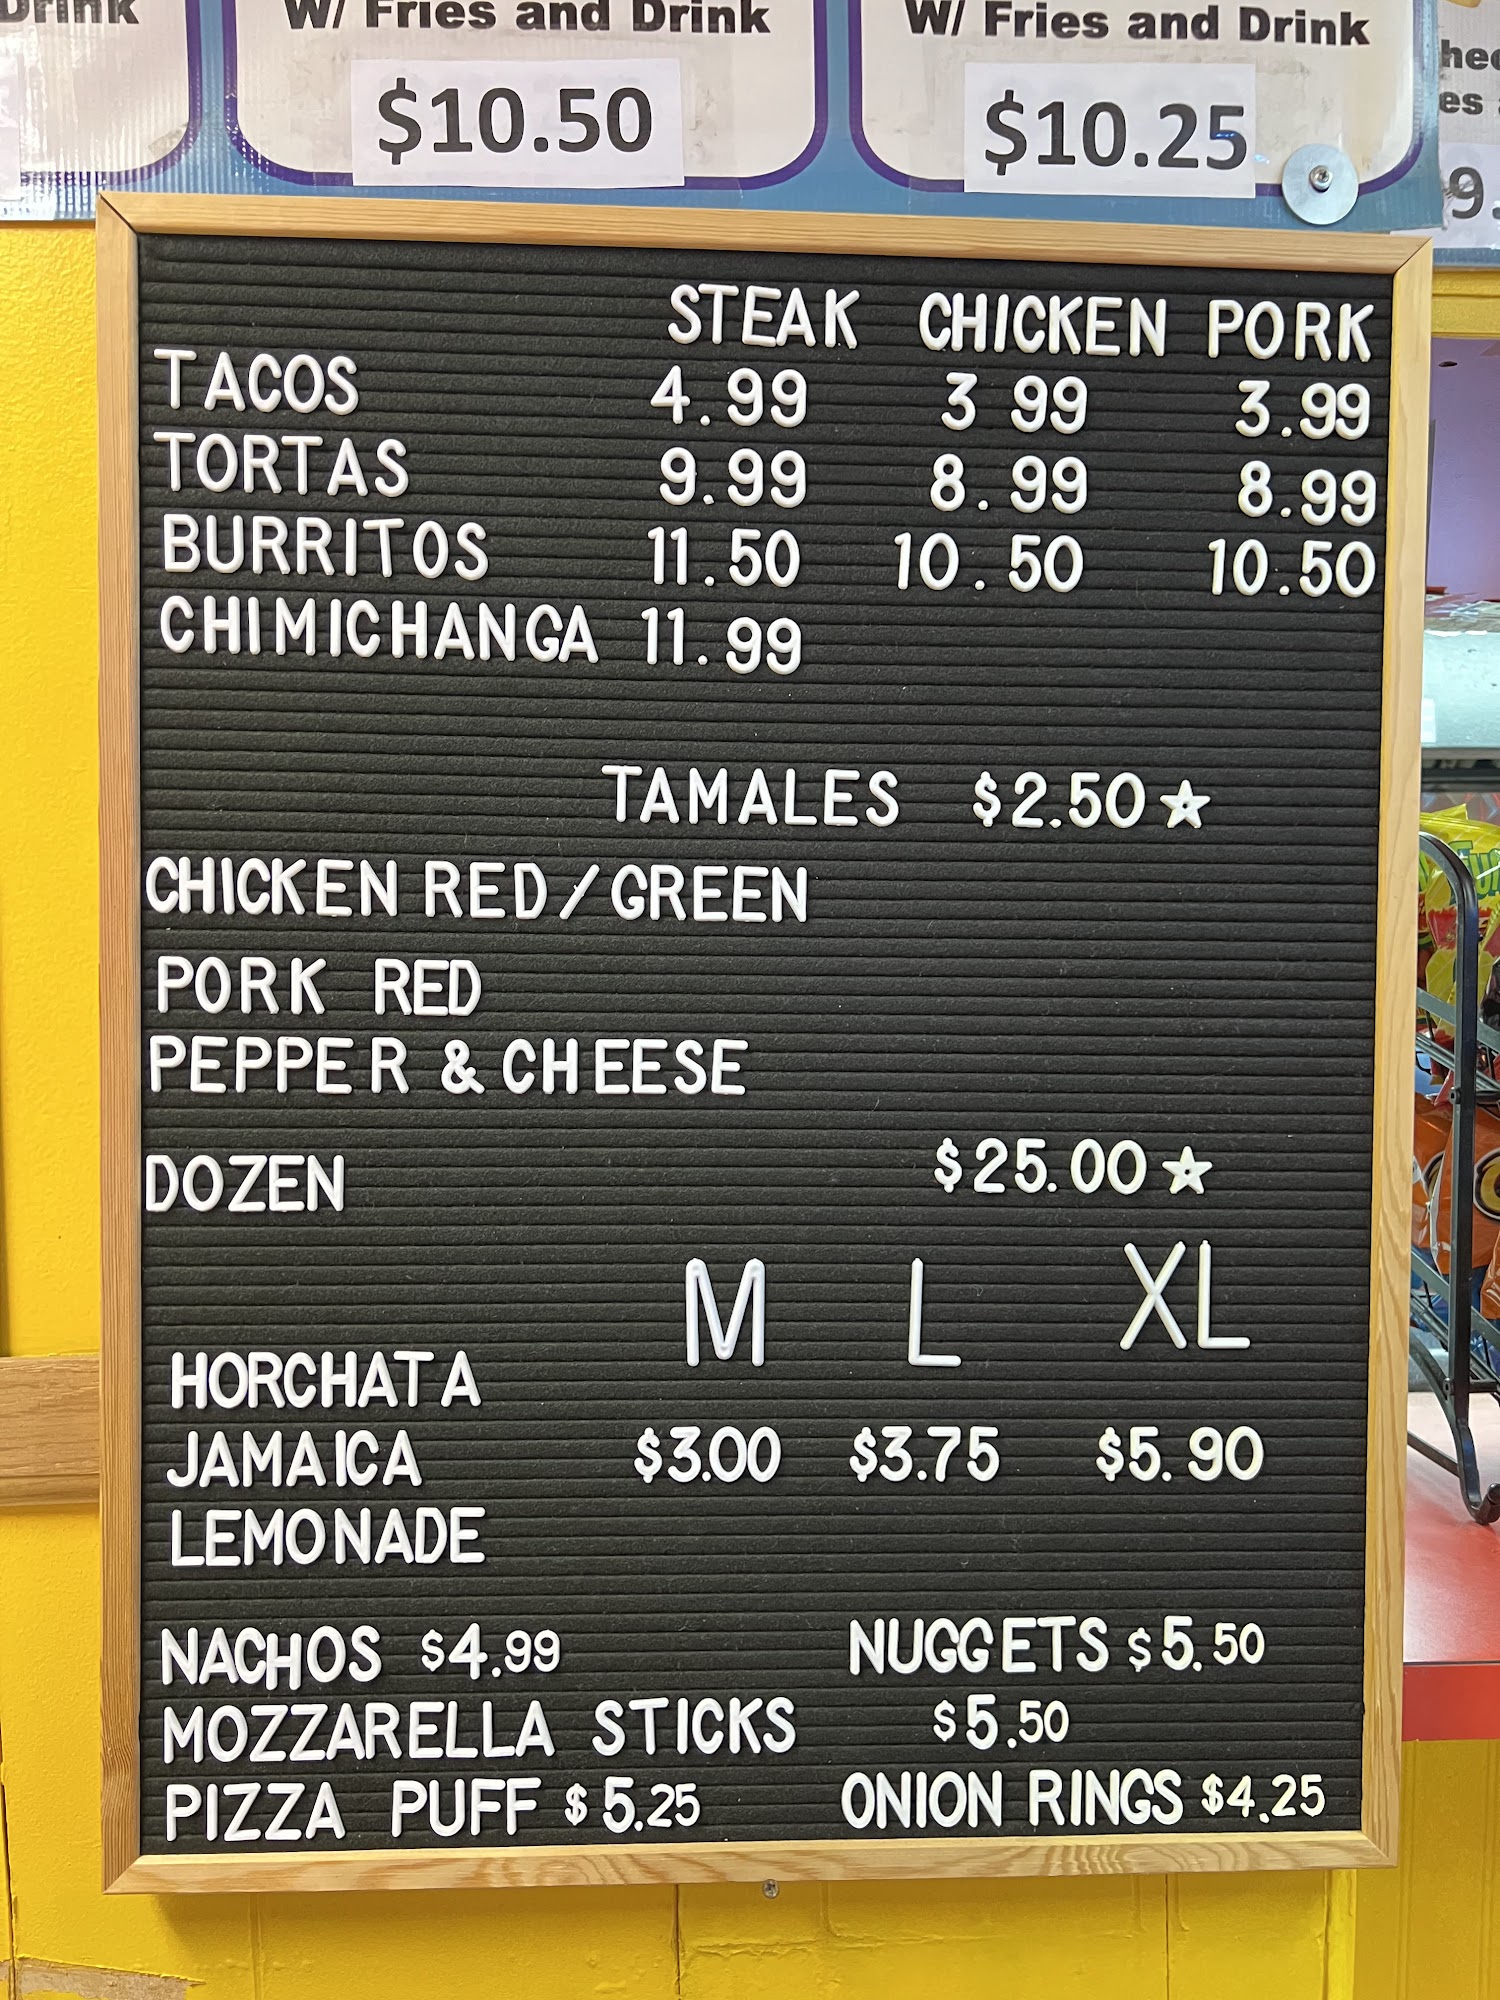 Drink W/ Fries and Drink W/ Fries and Drink
$10.50 $10.25
STEAK CHICKEN PORK
TACOS 4.99 3 99 3.99
TORTAS 9.99 8.99 8.99
BURRITOS 11.50 10.50 10.50
CHIMICHANGA 11.99
TAMALES $2.50 ☆
CHICKEN RED/GREEN
PORK RED
PEPPER & CHEESE
DOZEN $25.00 ☆
M L XL
HORCHATA
JAMAICA $3.00 $3.75 $5.90
LEMONADE
NACHOS $4.99 NUGGETS $5.50
MOZZARELLA STICKS $5.50
PIZZA PUFF $5.25 ONION RINGS $4.25